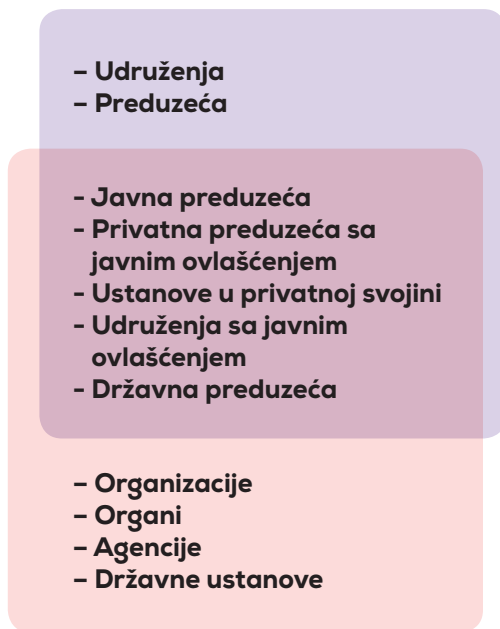 – Udruženja
– Preduzeća
- Javna preduzeća
- Privatna preduzeća sa
javnim ovlašćenjem
- Ustanove u privatnoj svojini
- Udruženja sa javnim
ovlašćenjem
- Državna preduzeća
– Organizacije
– Organi
– Agencije
– Državne ustanove